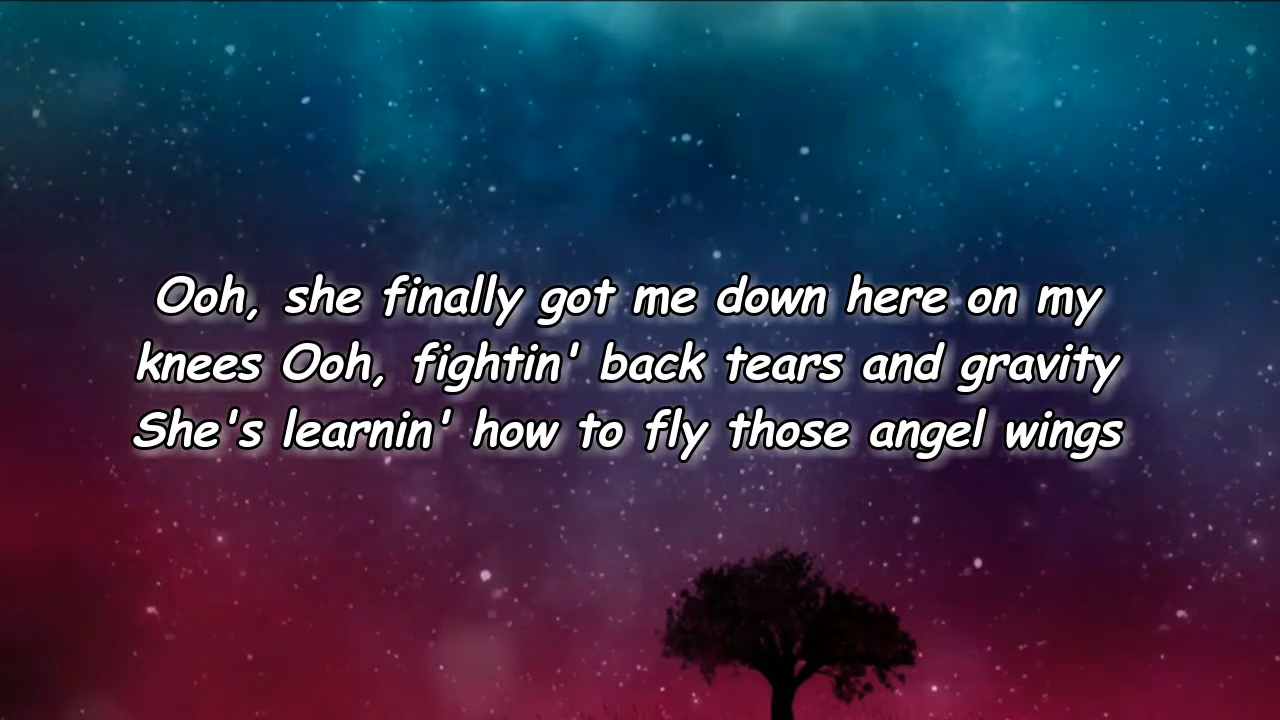 Ooh, she finally got me down here on my
knees Ooh, fightin' back tears and gravity
She's learnin' how to fly those angel wings